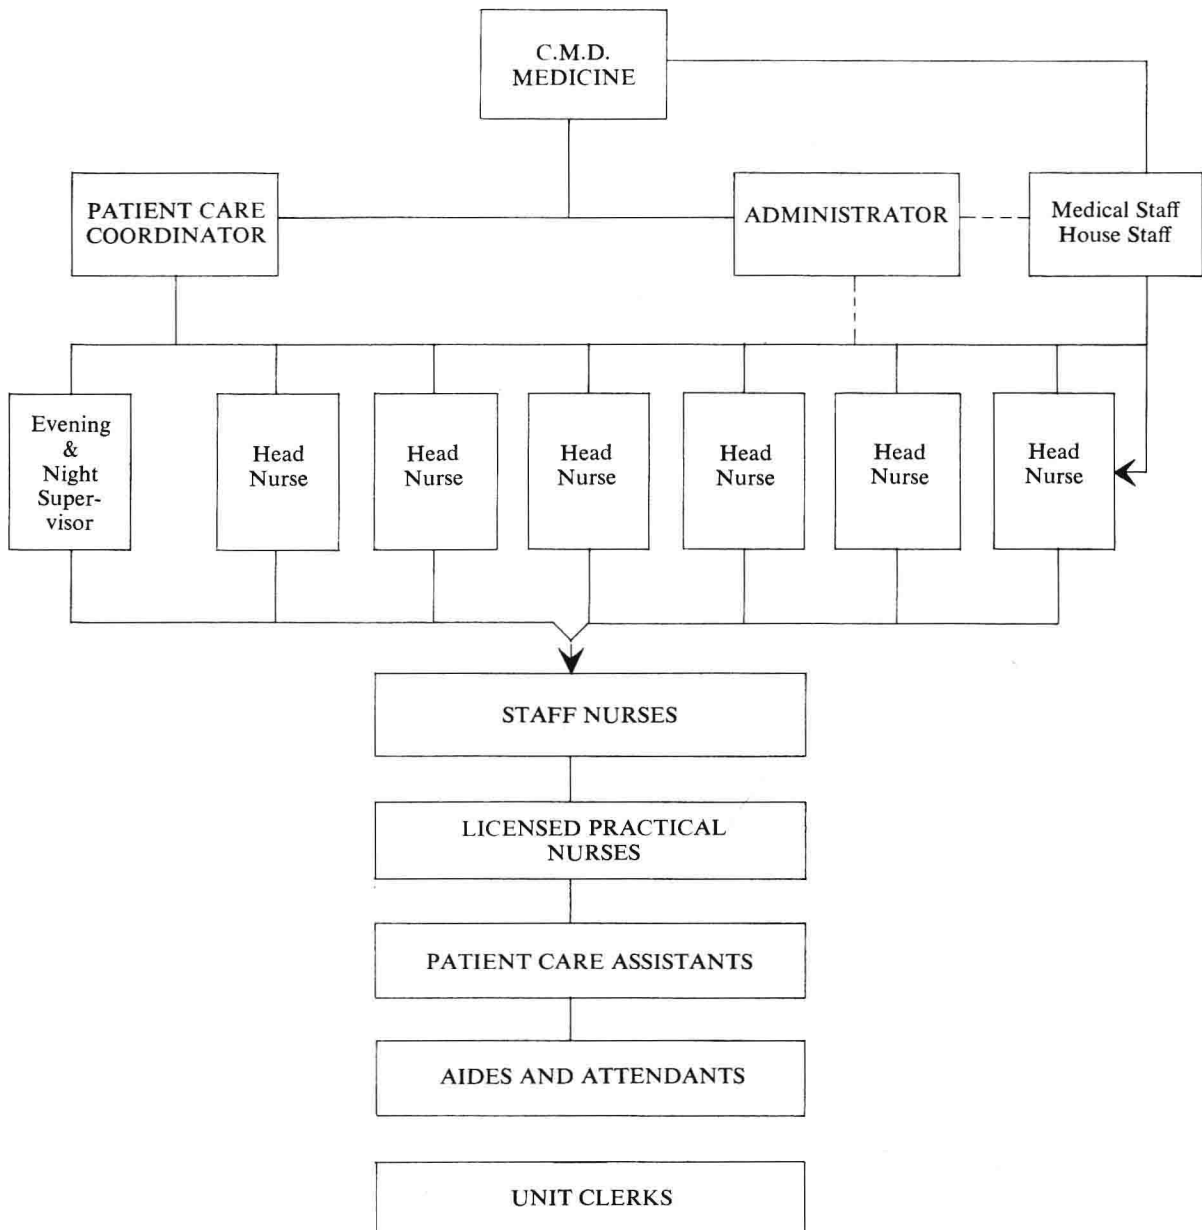 C.M.D.
MEDICINE
PATIENT CARE
COORDINATOR
ADMINISTRATOR
Medical Staff
House Staff
Evening
&
Night
Super-
visor
Head
Nurse
Head
Nurse
Head
Nurse
Head
Nurse
Head
Nurse
Head
Nurse
STAFF NURSES
LICENSED PRACTICAL
NURSES
PATIENT CARE ASSISTANTS
AIDES AND ATTENDANTS
UNIT CLERKS